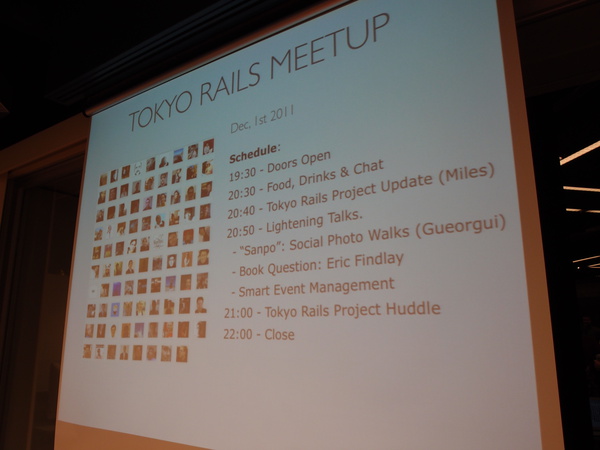 TOKYO RAILS MEETUP
Dec. 1st 2011
Schedule:
19:30 - Doors Open
20:30 - Food, Drinks & Chat
20:40 - Tokyo Rails Project Update (Miles)
20:50 - Lightening Talks.
- "Sanpo": Social Photo Walks (Gueorgui)
- Book Question: Eric Findlay
- Smart Event Management
21:00 - Tokyo Rails Project Huddle
22:00 - Close